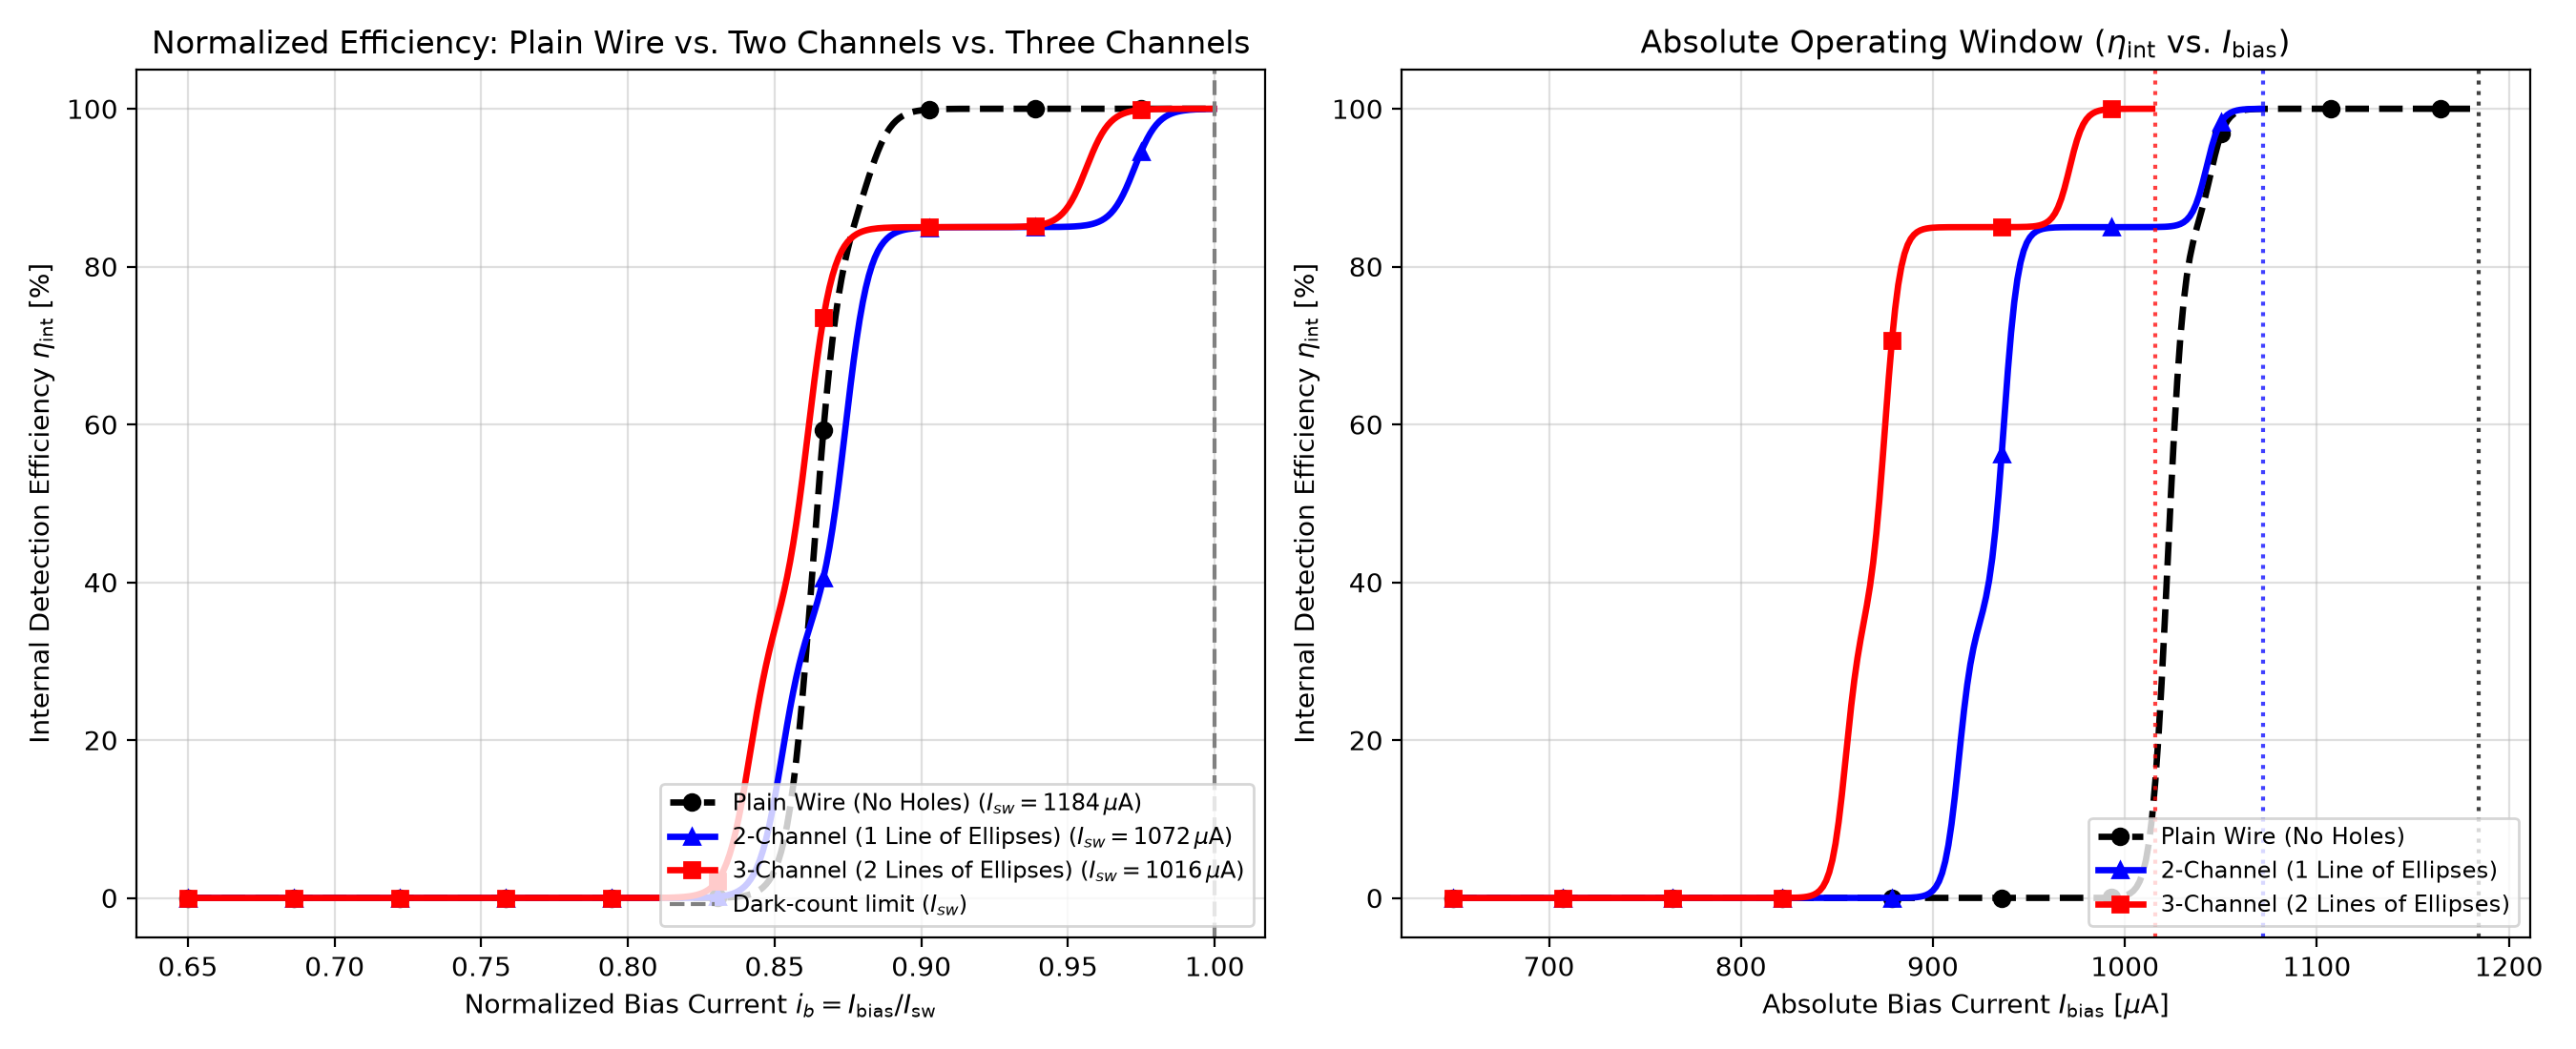 Normalized Efficiency: Plain Wire vs. Two Channels vs. Three Channels
Internal Detection Efficiency η_int [%]
100
80
60
40
20
0
Plain Wire (No Holes) (I_sw = 1184 μA)
2-Channel (1 Line of Ellipses) (I_sw = 1072 μA)
3-Channel (2 Lines of Ellipses) (I_sw = 1016 μA)
Dark-count limit (I_sw)
0.65 0.70 0.75 0.80 0.85 0.90 0.95 1.00
Normalized Bias Current i_b = I_bias/I_sw
Absolute Operating Window (η_int vs. I_bias)
Internal Detection Efficiency η_int [%]
100
80
60
40
20
0
Plain Wire (No Holes)
2-Channel (1 Line of Ellipses)
3-Channel (2 Lines of Ellipses)
700 800 900 1000 1100 1200
Absolute Bias Current I_bias [μA]